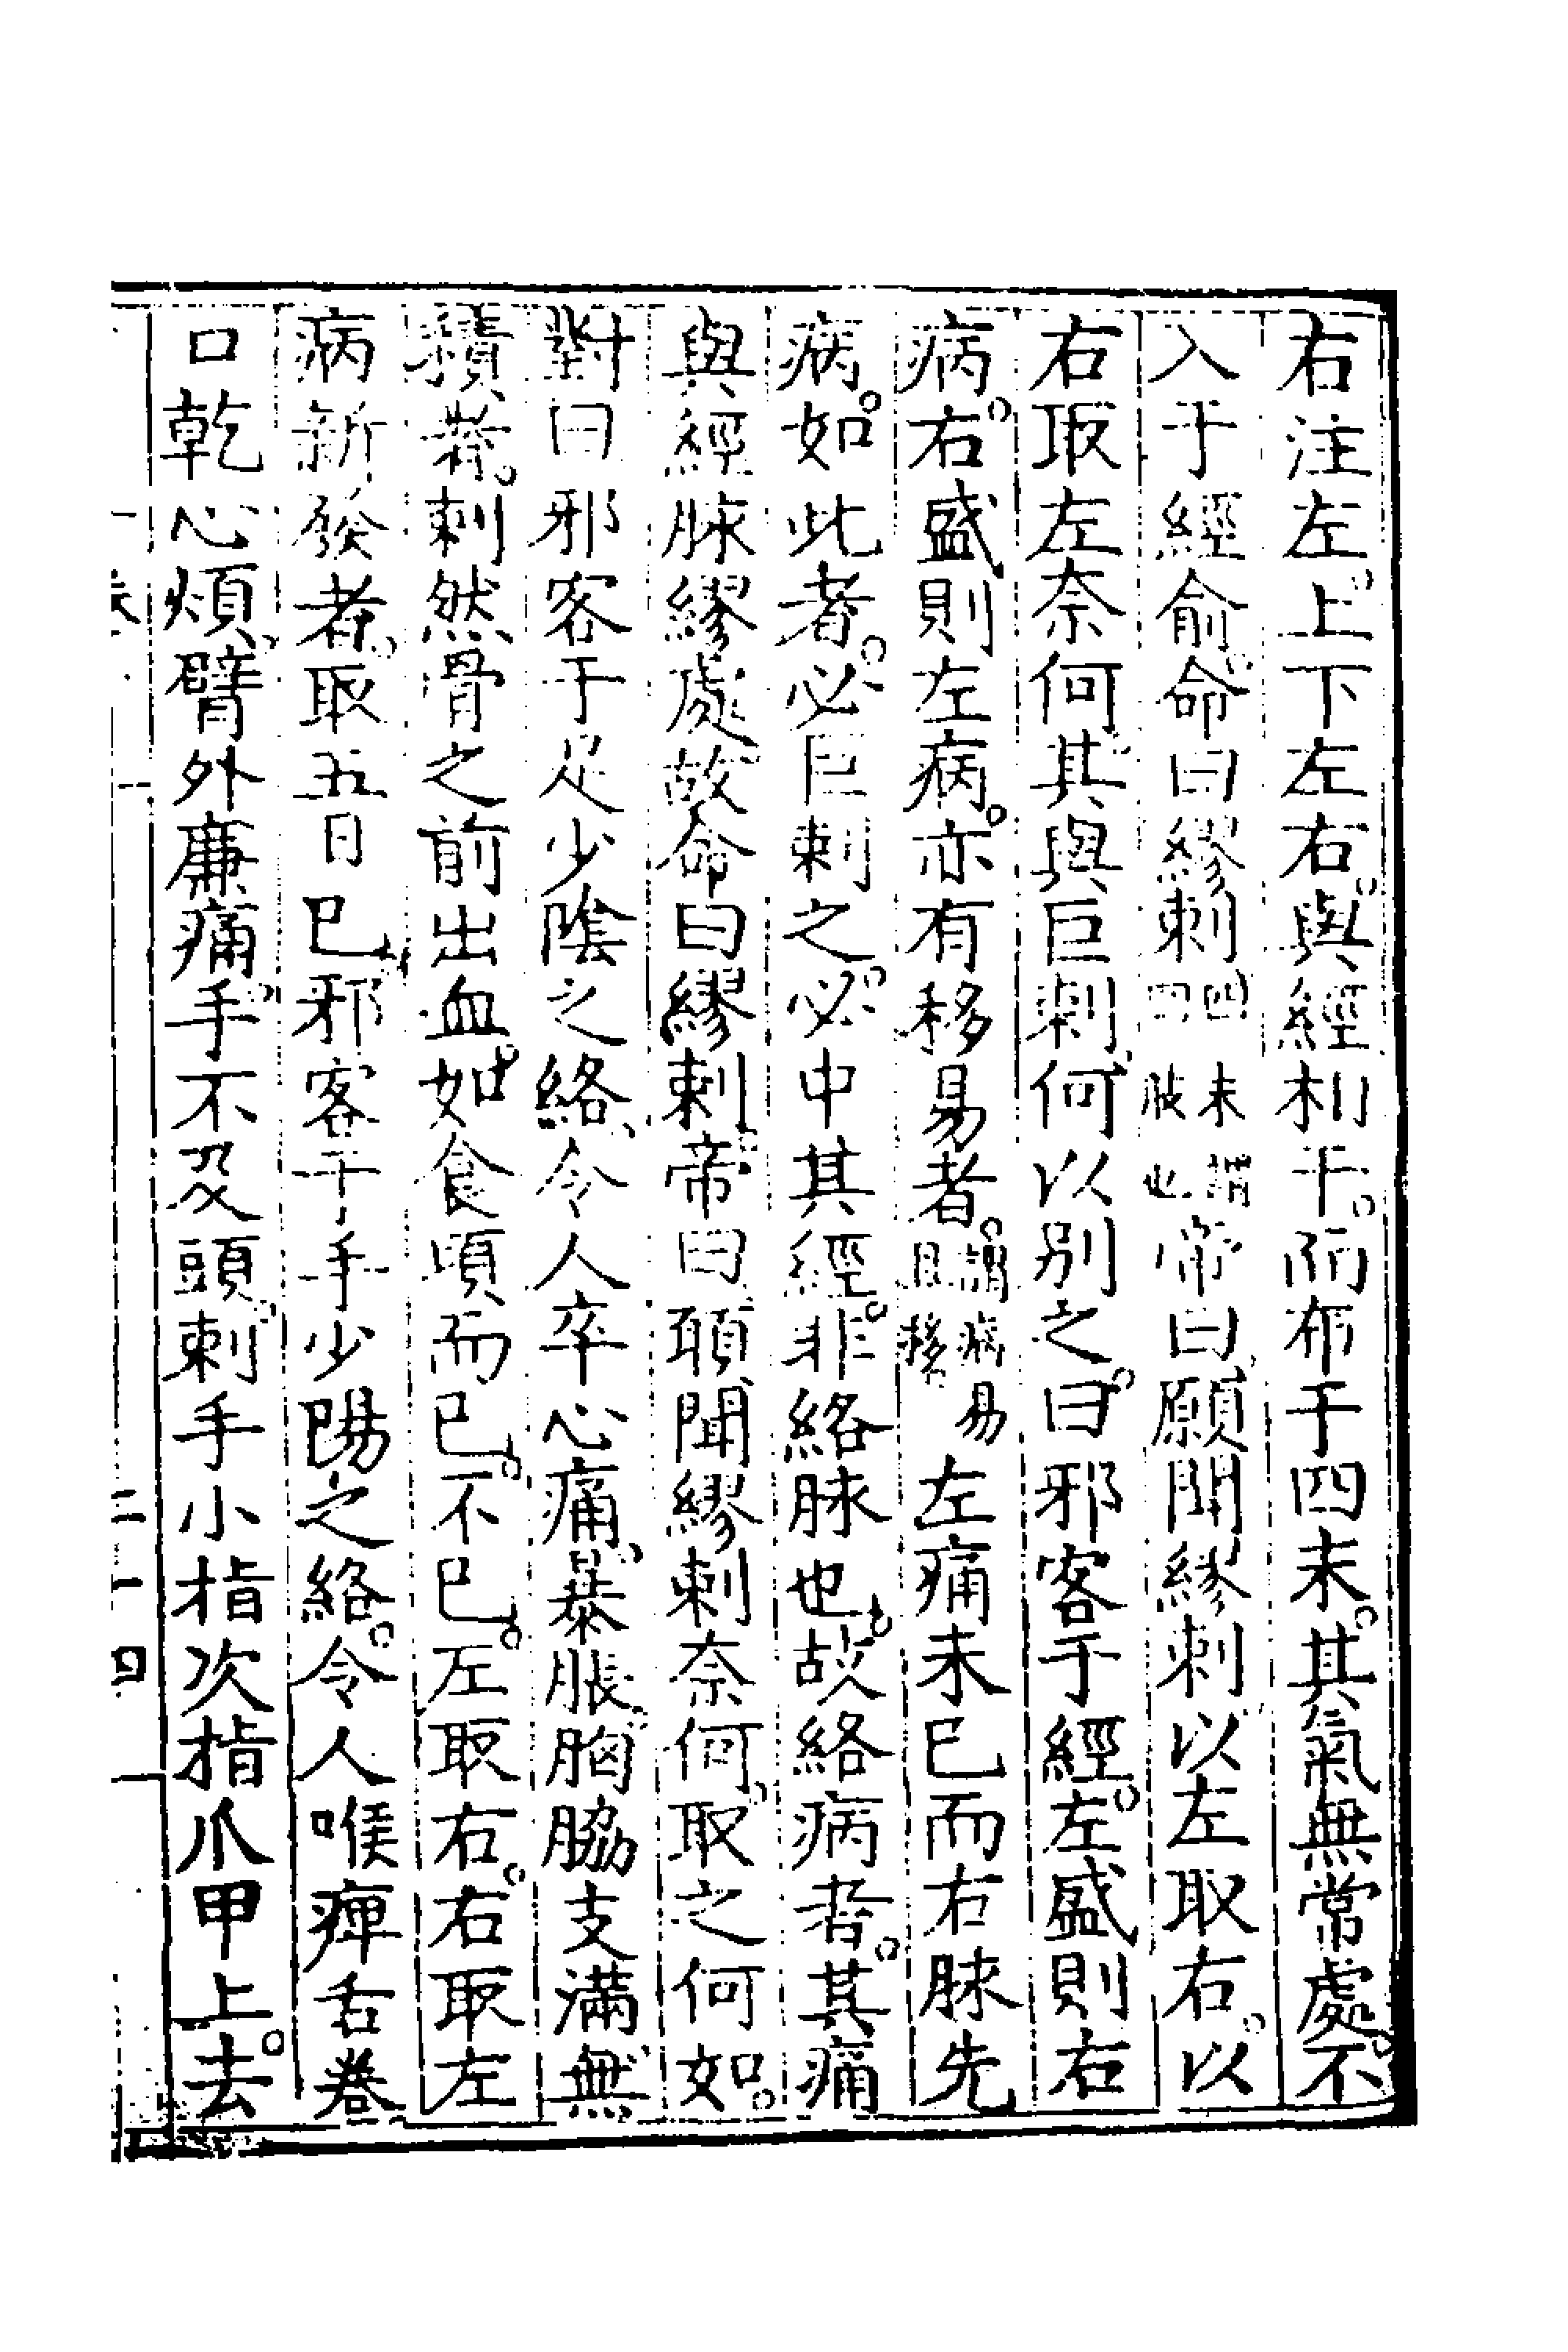 右注左上下左右與經相干而布于四末其氣無常處不
入于經俞命曰繆刺四末謂四肢也帝曰願聞繆刺以左取右以
右取左奈何其與巨刺何以別之曰邪客于經左盛則右
病右盛則左病亦有移易者謂病易且移左痛未已而右脉先
病如此者必巨刺之必中其經非絡脉也故絡病者其痛
與經脉繆處故命曰繆刺帝曰願聞繆刺奈何取之何如
對曰邪客于足少陰之絡令人卒心痛暴脹胸脇支滿無
積者刺然骨之前出血如食頃而已不已左取右右取左
病新發者取五日已邪客于手少陽之絡令人喉痺舌卷
口乾心煩臂外廉痛手不及頭刺手小指次指爪甲上去
二十四